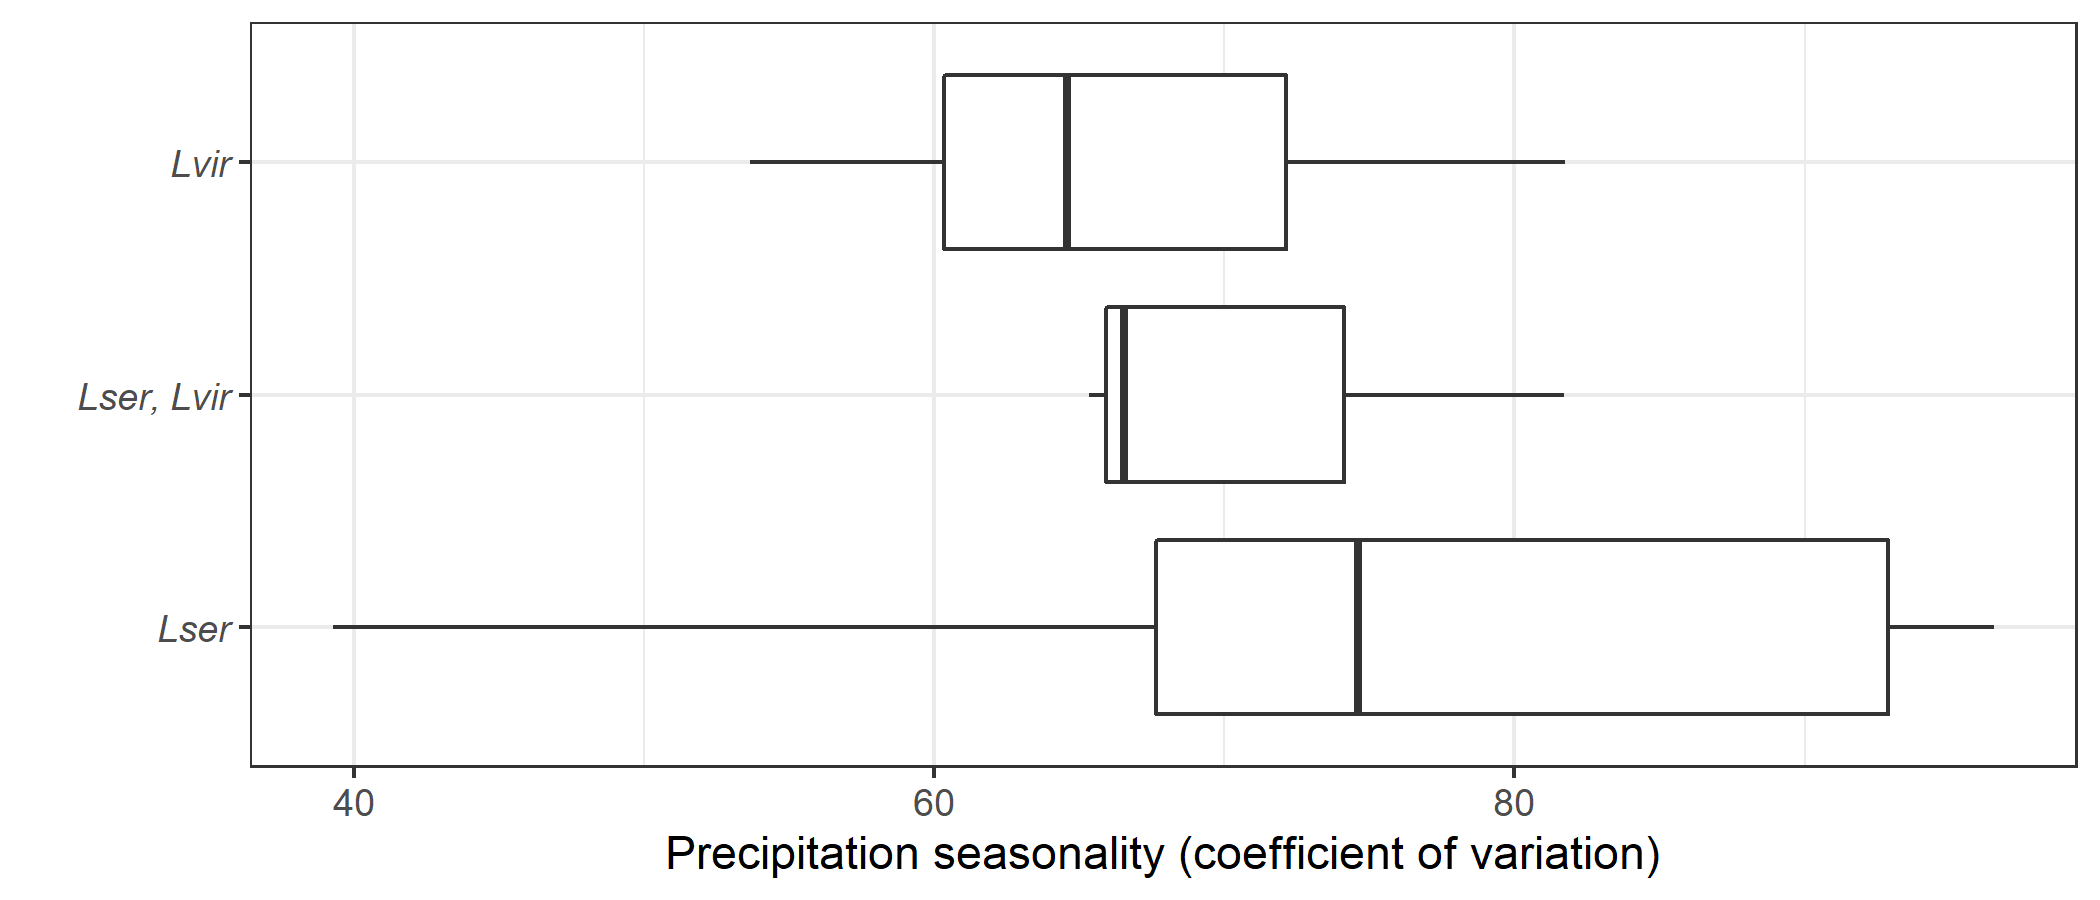 Lvir
Lser, Lvir
Lser
40 60 80
Precipitation seasonality (coefficient of variation)